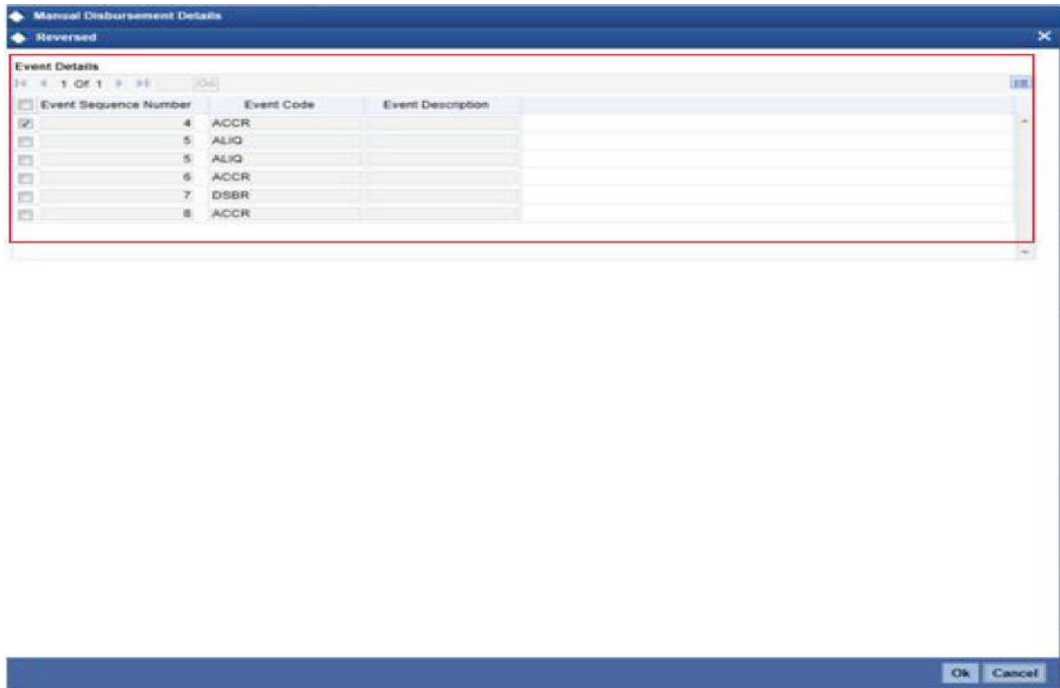 Manual Disbursement Details
Reversed
Event Details
1 Of 1 Go
Event Sequence Number Event Code Event Description
4 ACCR
5 ALIQ
5 ALIQ
6 ACCR
7 DSBR
8 ACCR
Ok Cancel